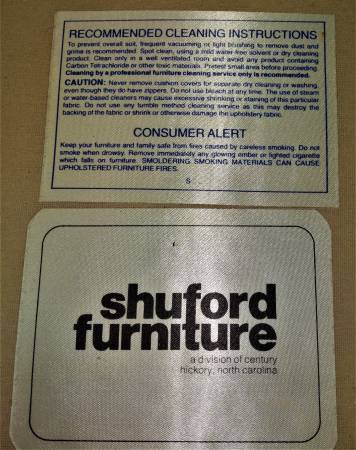 RECOMMENDED CLEANING INSTRUCTIONS
To prevent overall soil, frequent vacuuming or light brushing to remove dust and
grime is recommended. Spot clean, using a mild water-free solvent or dry cleaning
product. Clean only in a well ventilated room and avoid any product containing
Carbon Tetrachloride or other toxic materials. Pretest small area before proceeding.
Cleaning by a professional furniture cleaning service only is recommended.
CAUTION: Never remove cushion covers for separate dry cleaning or washing,
even though they do have zippers. Do not use bleach at any time. The use of steam
or water-based cleaners may cause excessive shrinking or staining of this particular
fabric. Do not use any tumble method cleaning service as this may destroy the
backing of the fabric or shrink or otherwise damage the upholstery fabric.
CONSUMER ALERT
Keep your furniture and family safe from fires caused by careless smoking. Do not
smoke when drowsy. Remove immediately any glowing ember or lighted cigarette
which falls on furniture. SMOLDERING SMOKING MATERIALS CAN CAUSE
UPHOLSTERED FURNITURE FIRES.
S
shuford
furniture
a division of century
hickory, north carolina